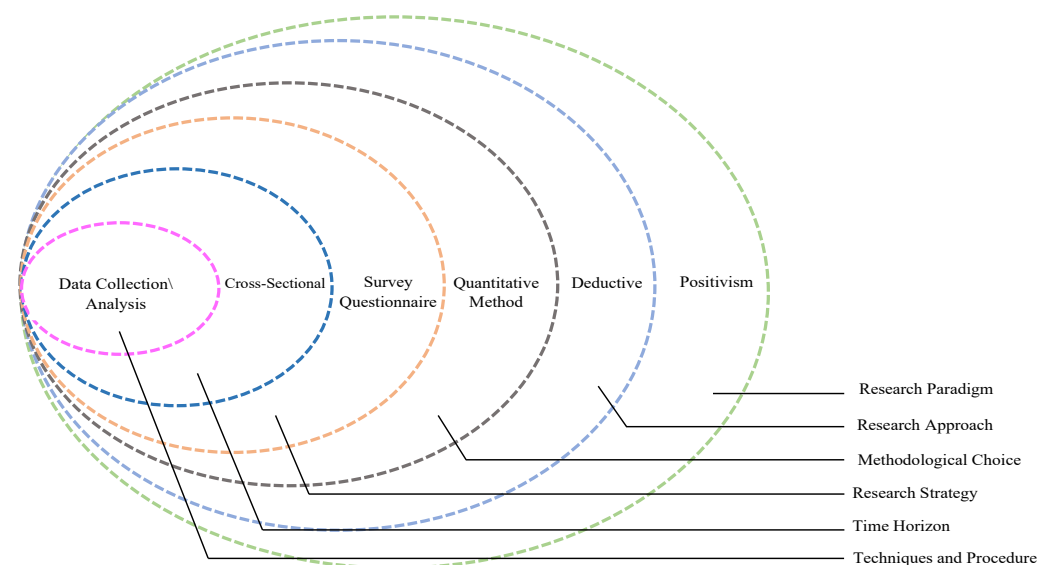 Data Collection\
Analysis
Cross-Sectional
Survey
Questionnaire
Quantitative
Method
Deductive
Positivism
Research Paradigm
Research Approach
Methodological Choice
Research Strategy
Time Horizon
Techniques and Procedure